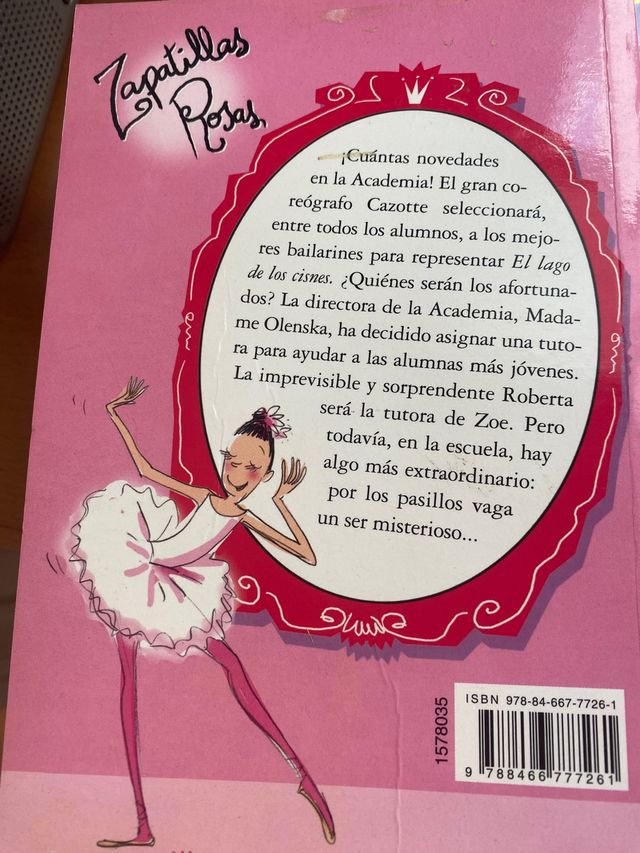 Zapatillas
Rosas
¡Cuántas novedades
en la Academia! El gran co-
reógrafo Cazotte seleccionará,
entre todos los alumnos, a los mejo-
res bailarines para representar El lago
de los cisnes. ¿Quiénes serán los afortuna-
dos? La directora de la Academia, Mada-
me Olenska, ha decidido asignar una tuto-
ra para ayudar a las alumnas más jóvenes.
La imprevisible y sorprendente Roberta
será la tutora de Zoe. Pero
todavía, en la escuela, hay
algo más extraordinario:
por los pasillos vaga
un ser misterioso...
1578035
ISBN 978-84-667-7726-1
9 788466 777261